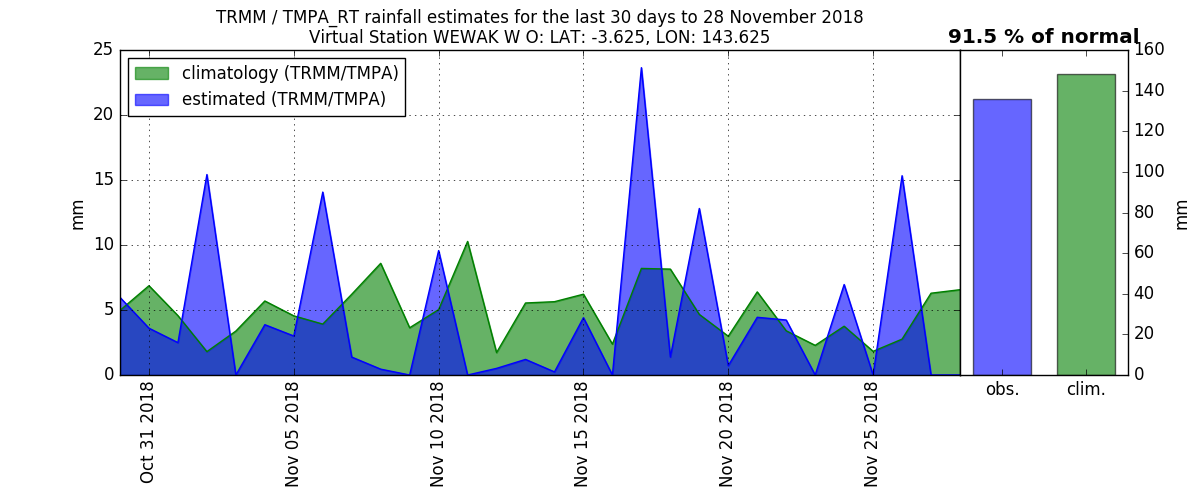 TRMM / TMPA_RT rainfall estimates for the last 30 days to 28 November 2018
Virtual Station WEWAK W O: LAT: -3.625, LON: 143.625
91.5 % of normal
climatology (TRMM/TMPA)
estimated (TRMM/TMPA)
25
20
15
10
5
0
mm
Oct 31 2018
Nov 05 2018
Nov 10 2018
Nov 15 2018
Nov 20 2018
Nov 25 2018
obs.
clim.
160
140
120
100
80
60
40
20
0
mm